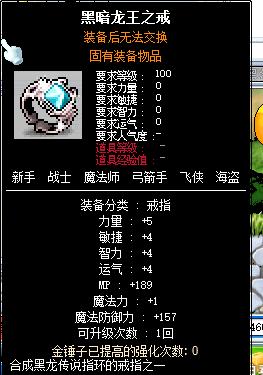 黑暗龙王之戒
装备后无法交换
固有装备物品
要求等级 : 100
要求力量 : 0
要求敏捷 : 0
要求智力 : 0
要求运气 : 0
要求人气度 : -
道具等级 : -
道具经验值 : -
新手 战士 魔法师 弓箭手 飞侠 海盗
装备分类 : 戒指
力量 : +5
敏捷 : +4
智力 : +4
运气 : +4
MP : +189
魔法力 : +1
魔法防御力 : +157
可升级次数 : 1回
金锤子已提高的强化次数: 0
合成黑龙传说指环的戒指之一